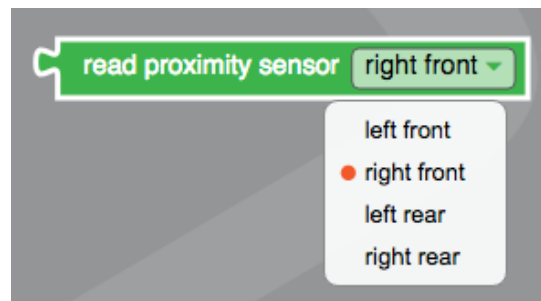 read proximity sensor right front
left front
right front
left rear
right rear